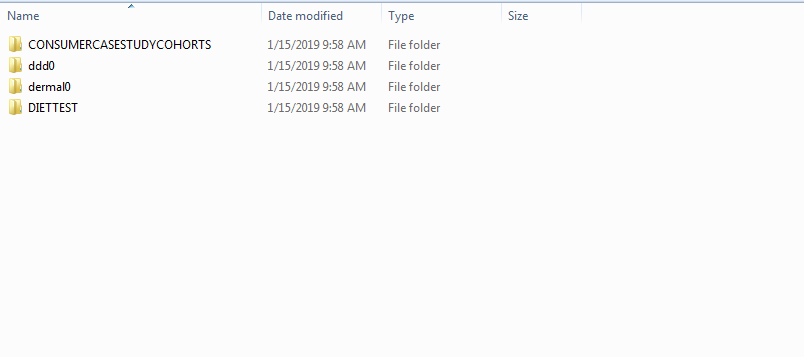 Name Date modified Type Size
CONSUMERCASESTUDYCOHORTS 1/15/2019 9:58 AM File folder
ddd0 1/15/2019 9:58 AM File folder
dermal0 1/15/2019 9:58 AM File folder
DIETTEST 1/15/2019 9:58 AM File folder